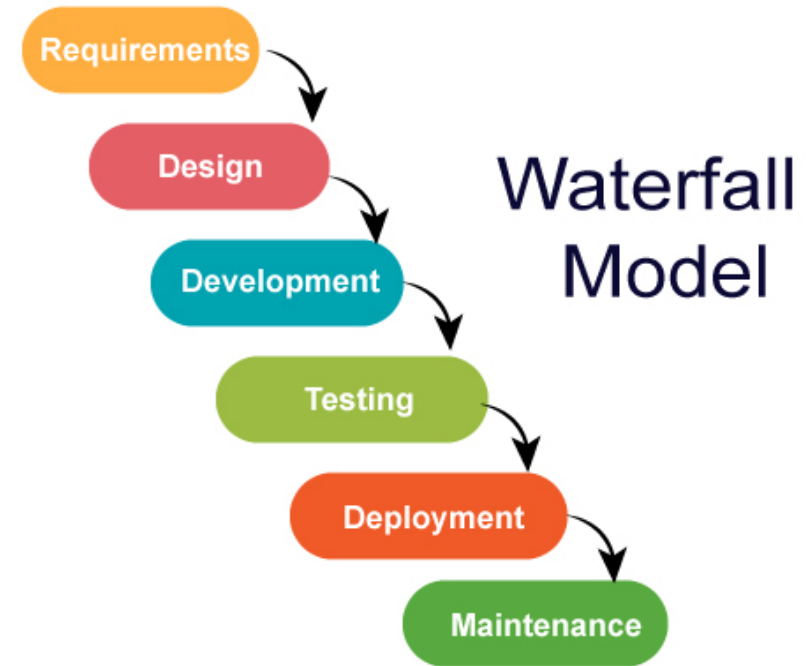 Requirements
Design
Waterfall
Model
Development
Testing
Deployment
Maintenance